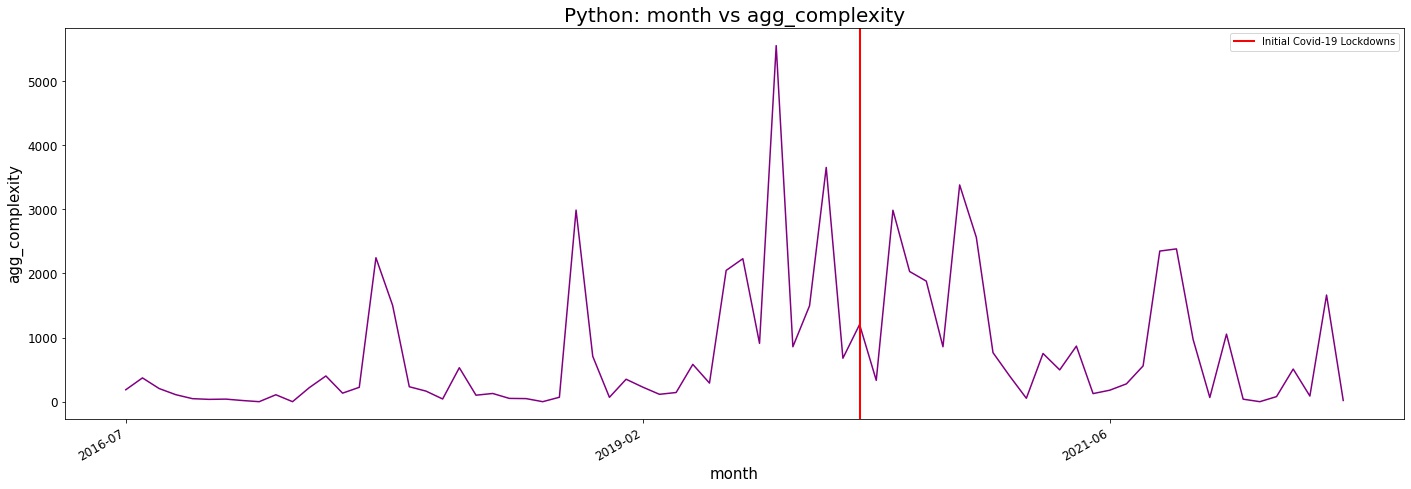 Python: month vs agg_complexity
Initial Covid-19 Lockdowns
agg_complexity
5000
4000
3000
2000
1000
0
2016-07
2019-02
2021-06
month